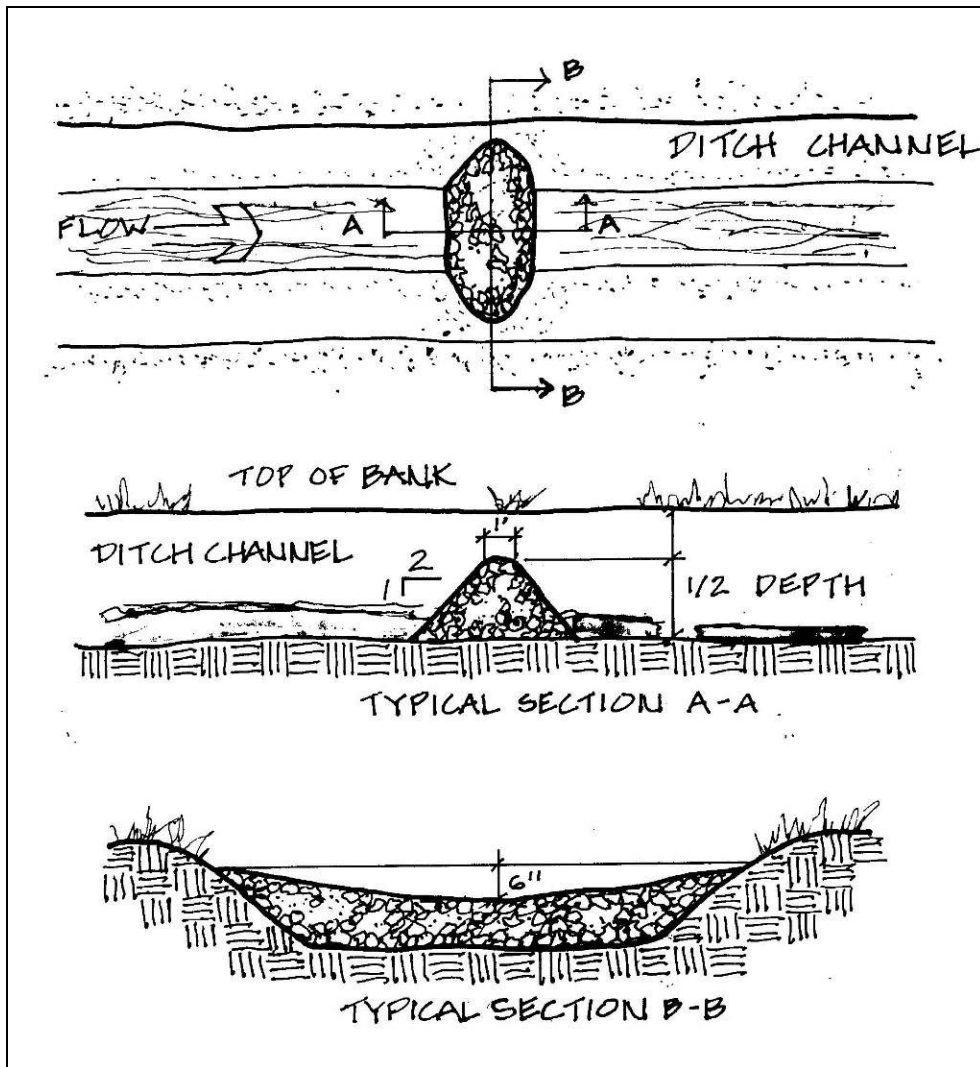 B
DITCH CHANNEL
FLOW
A
A
B
TOP OF BANK
1'
DITCH CHANNEL
2
1
1/2 DEPTH
TYPICAL SECTION A-A
6"
TYPICAL SECTION B-B